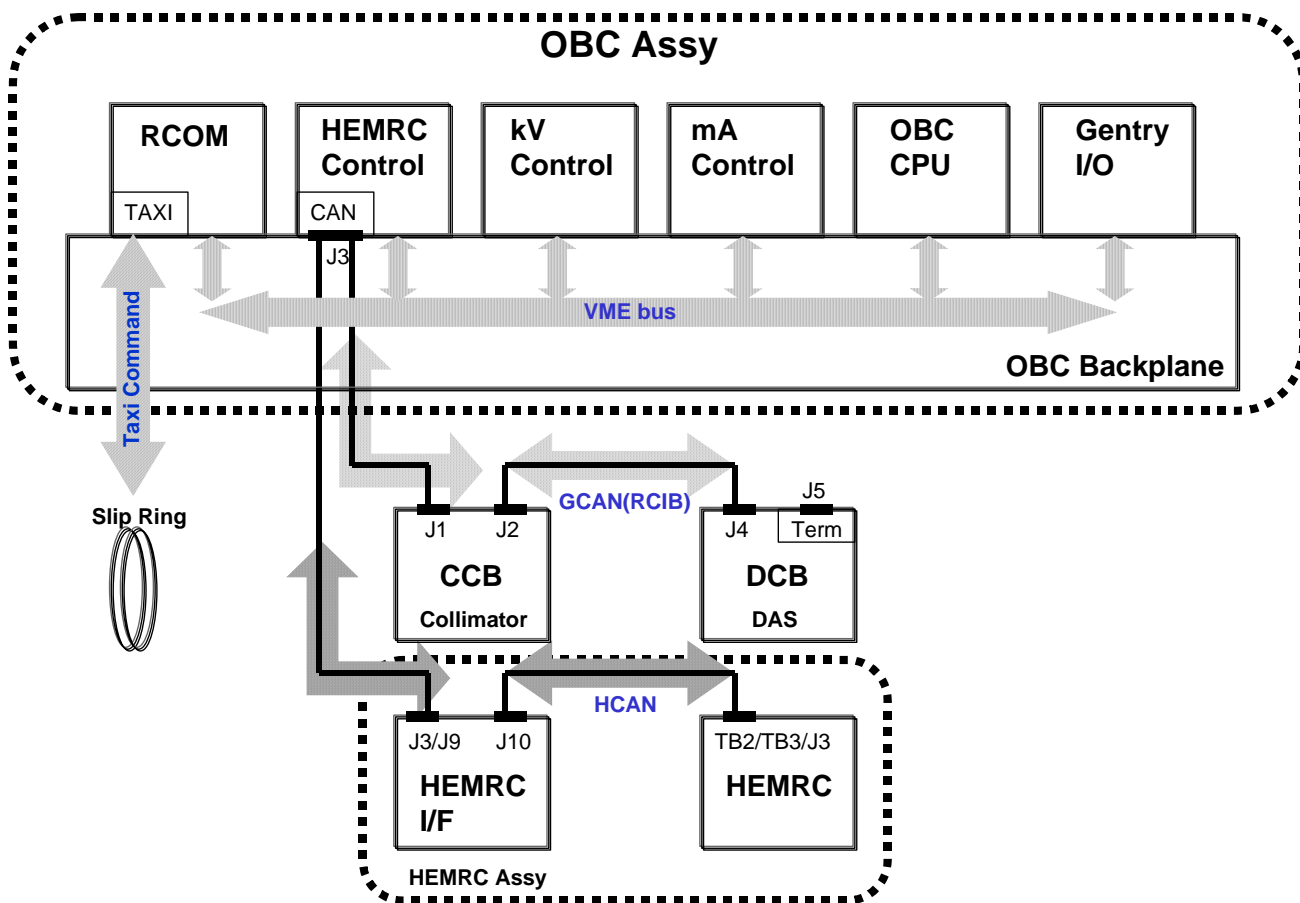 OBC Assy
RCOM
TAXI
HEMRC
Control
CAN
J3
kV
Control
mA
Control
OBC
CPU
Gentry
I/O
VME bus
OBC Backplane
Taxi Command
Slip Ring
GCAN(RCIB)
J1
J2
CCB
Collimator
J5
J4
Term
DCB
DAS
HCAN
J3/J9
J10
HEMRC
I/F
TB2/TB3/J3
HEMRC
HEMRC Assy